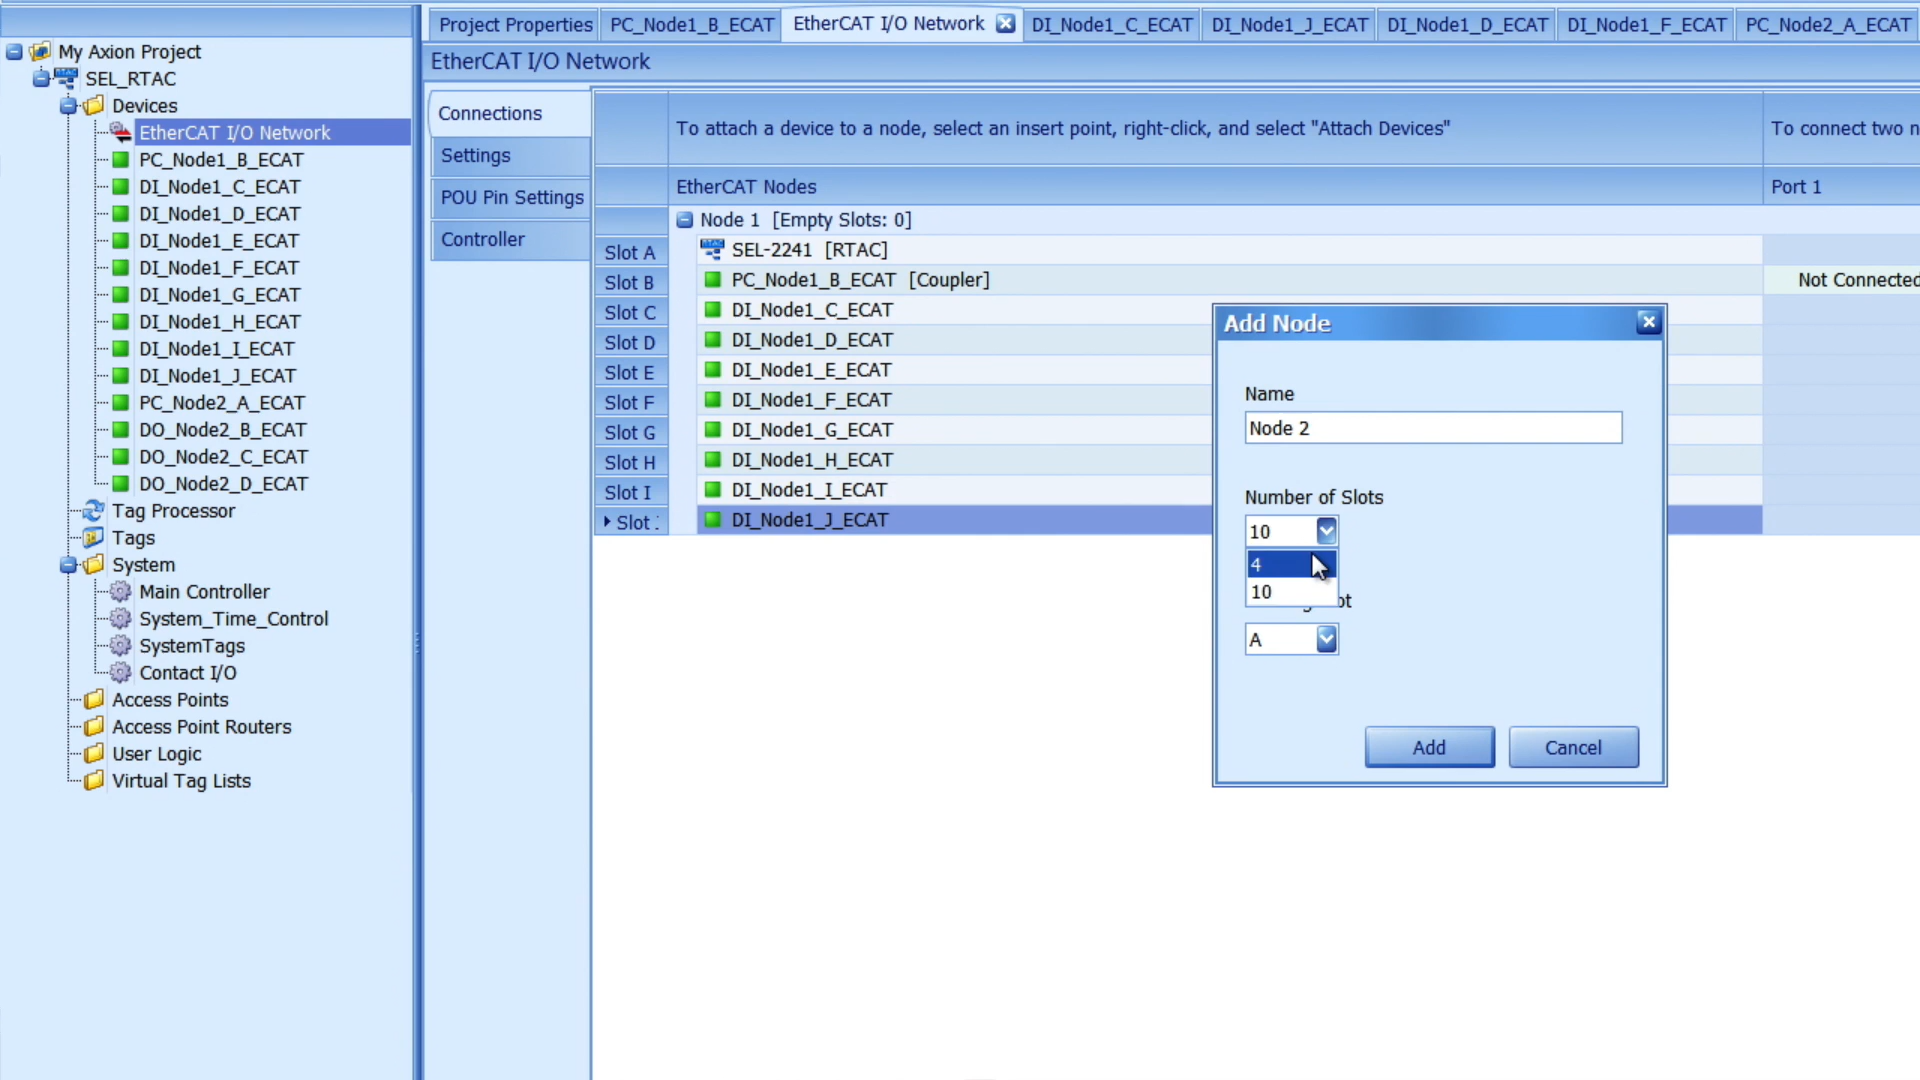 My Axion Project
SEL_RTAC
Devices
EtherCAT I/O Network
PC_Node1_B_ECAT
DI_Node1_C_ECAT
DI_Node1_D_ECAT
DI_Node1_E_ECAT
DI_Node1_F_ECAT
DI_Node1_G_ECAT
DI_Node1_H_ECAT
DI_Node1_I_ECAT
DI_Node1_J_ECAT
PC_Node2_A_ECAT
DO_Node2_B_ECAT
DO_Node2_C_ECAT
DO_Node2_D_ECAT
Tag Processor
Tags
System
Main Controller
System_Time_Control
SystemTags
Contact I/O
Access Points
Access Point Routers
User Logic
Virtual Tag Lists
Project Properties PC_Node1_B_ECAT EtherCAT I/O Network DI_Node1_C_ECAT DI_Node1_J_ECAT DI_Node1_D_ECAT DI_Node1_F_ECAT PC_Node2_A_ECAT
EtherCAT I/O Network
Connections
Settings
POU Pin Settings
Controller
To attach a device to a node, select an insert point, right-click, and select "Attach Devices" To connect two n
EtherCAT Nodes Port 1
Node 1 [Empty Slots: 0]
Slot A SEL-2241 [RTAC]
Slot B PC_Node1_B_ECAT [Coupler] Not Connected
Slot C DI_Node1_C_ECAT
Slot D DI_Node1_D_ECAT
Slot E DI_Node1_E_ECAT
Slot F DI_Node1_F_ECAT
Slot G DI_Node1_G_ECAT
Slot H DI_Node1_H_ECAT
Slot I DI_Node1_I_ECAT
Slot DI_Node1_J_ECAT
Add Node
Name
Node 2
Number of Slots
10
4
10
A
Add Cancel